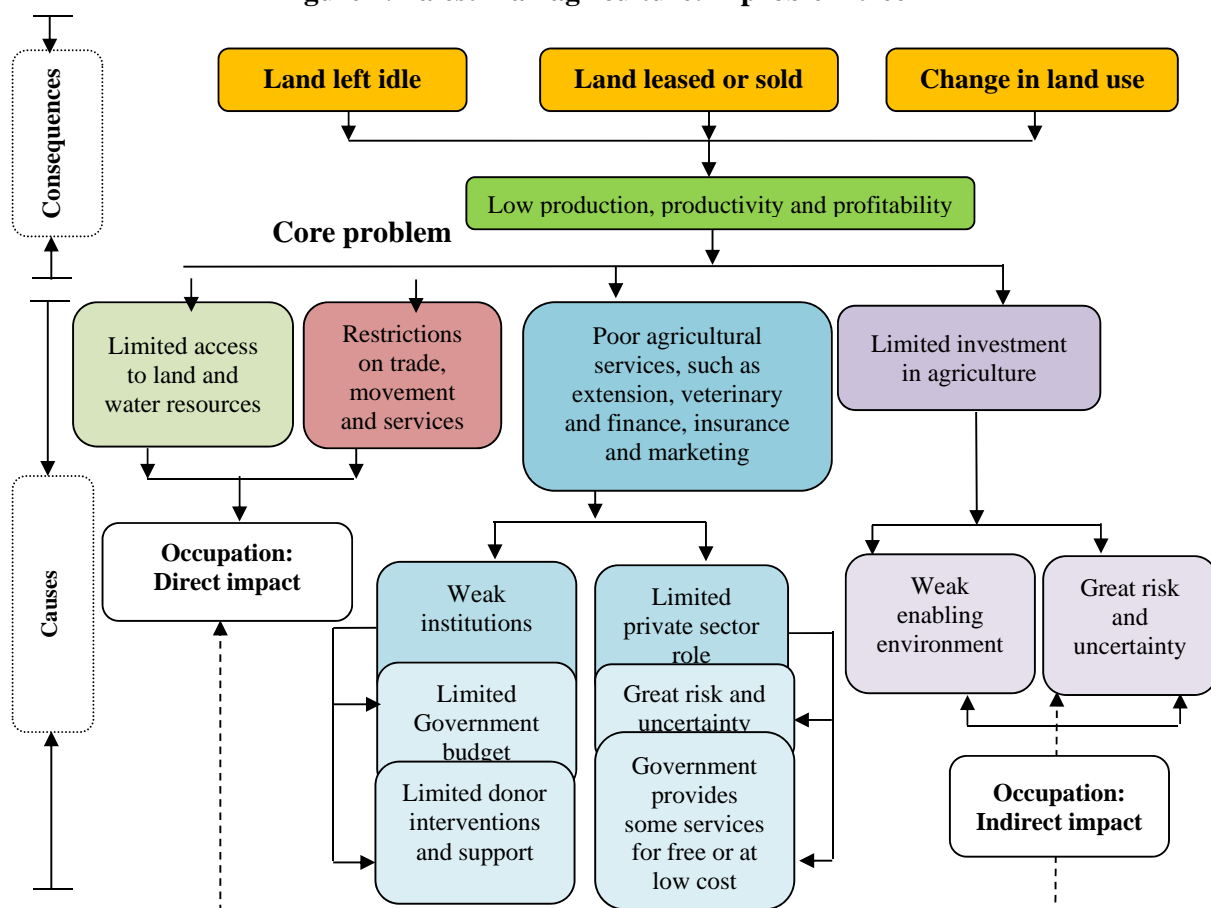 Consequences
Land left idle
Land leased or sold
Change in land use
Low production, productivity and profitability
Core problem
Limited access
to land and
water resources
Restrictions
on trade,
movement
and services
Poor agricultural
services, such as
extension, veterinary
and finance, insurance
and marketing
Limited investment
in agriculture
Causes
Occupation:
Direct impact
Weak
institutions
Limited
Government
budget
Limited donor
interventions
and support
Limited
private sector
role
Great risk and
uncertainty
Government
provides
some services
for free or at
low cost
Weak
enabling
environment
Great risk
and
uncertainty
Occupation:
Indirect impact